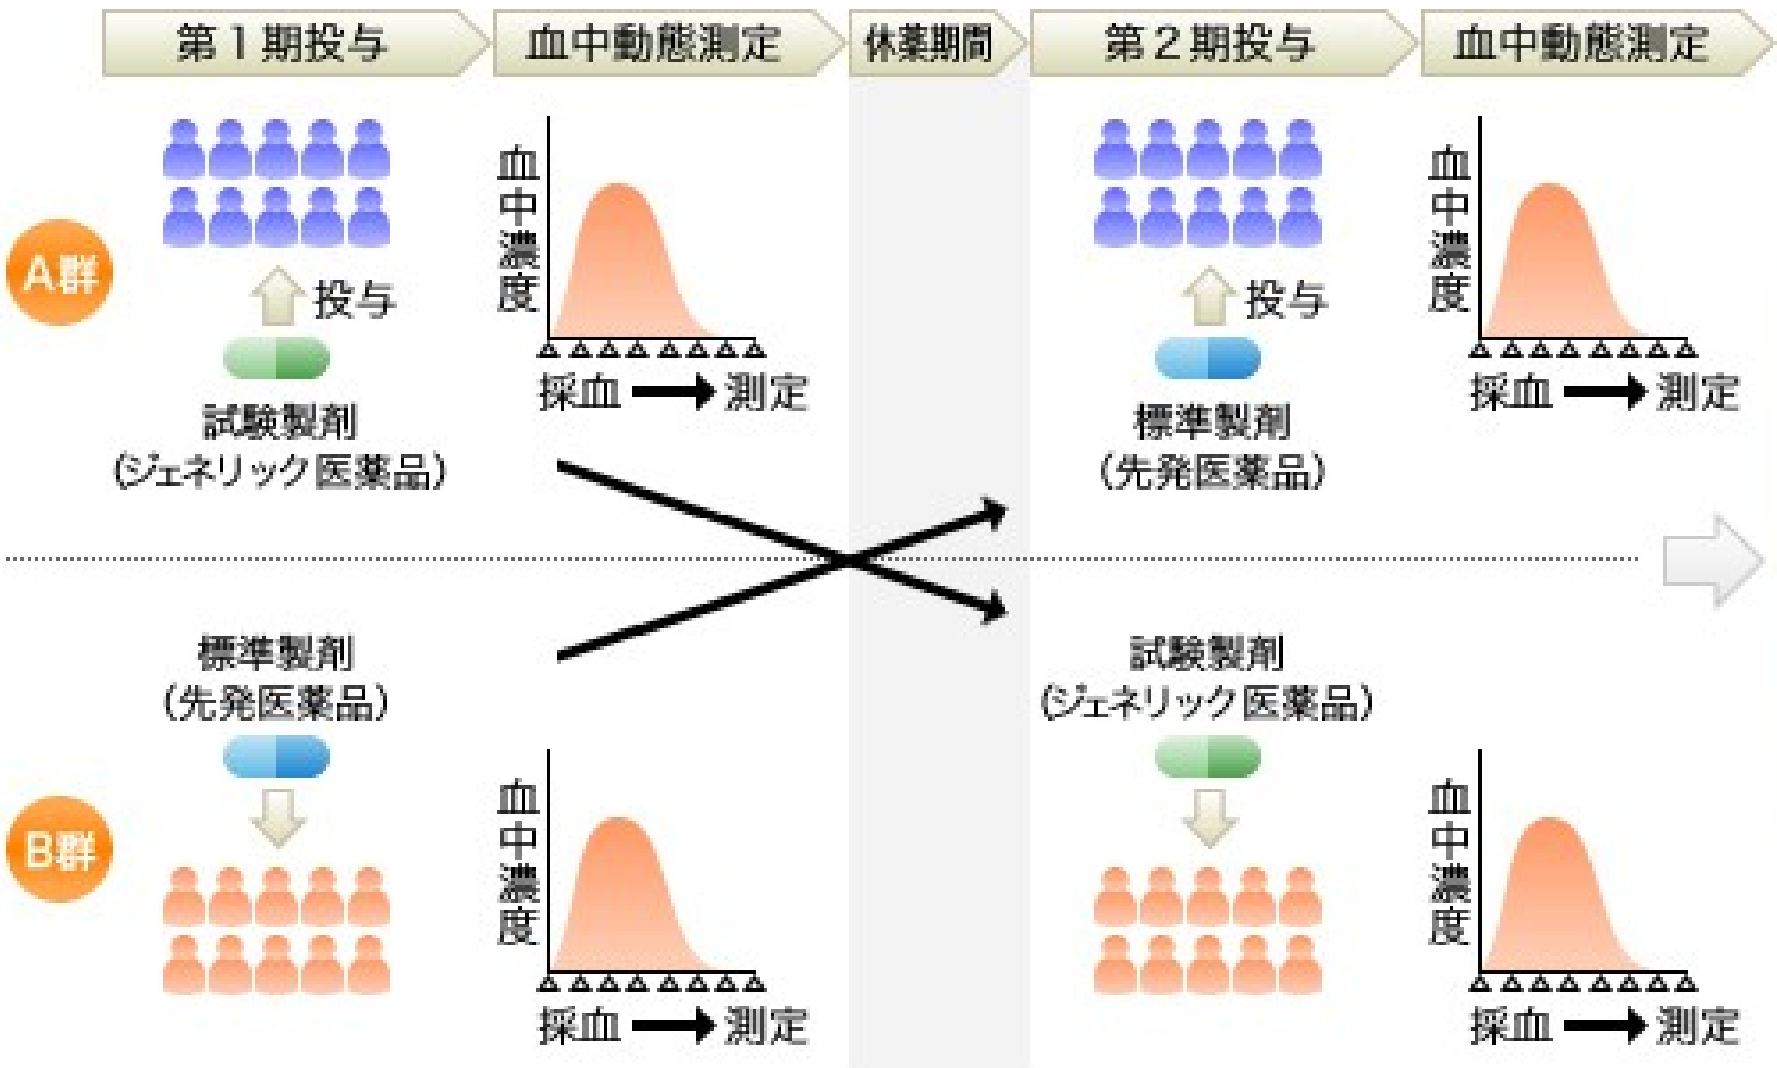 第1期投与
血中動態測定
休薬期間
第2期投与
血中動態測定
A群
投与
試験製剤
(ジェネリック医薬品)
血中濃度
採血 測定
投与
標準製剤
(先発医薬品)
血中濃度
採血 測定
B群
標準製剤
(先発医薬品)
血中濃度
採血 測定
試験製剤
(ジェネリック医薬品)
血中濃度
採血 測定